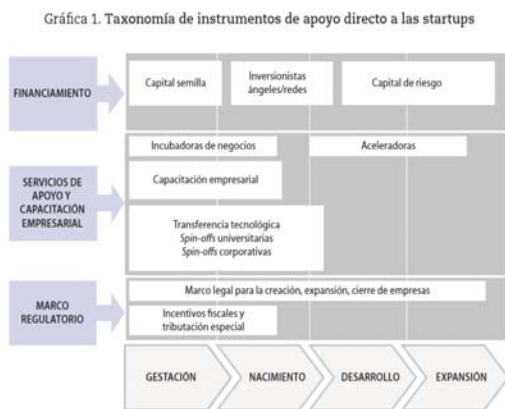 Gráfica 1. Taxonomía de instrumentos de apoyo directo a las startups
FINANCIAMIENTO
Capital semilla
Inversionistas
ángeles/redes
Capital de riesgo
SERVICIOS DE
APOYO Y
CAPACITACIÓN
EMPRESARIAL
Incubadoras de negocios
Aceleradoras
Capacitación empresarial
Transferencia tecnológica
Spin-offs universitarias
Spin-offs corporativas
MARCO
REGULATORIO
Marco legal para la creación, expansión, cierre de empresas
Incentivos fiscales y
tributación especial
GESTACIÓN
NACIMIENTO
DESARROLLO
EXPANSIÓN